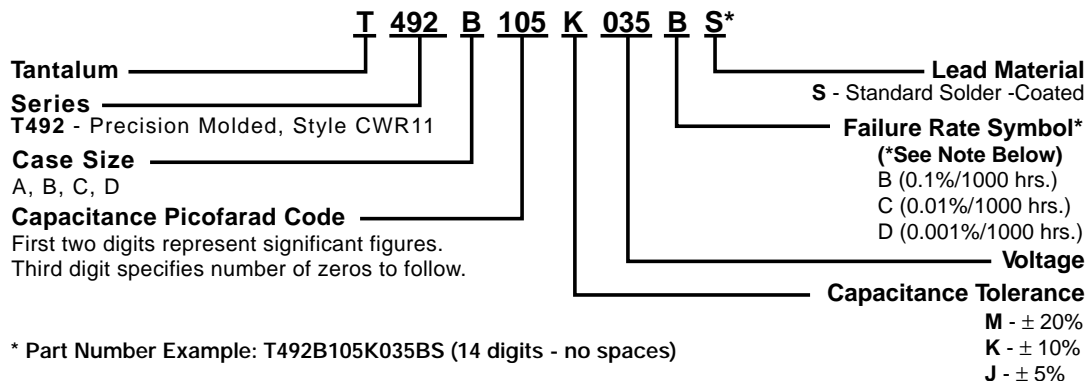 T 492 B 105 K 035 B S*
Tantalum
Series
T492 - Precision Molded, Style CWR11
Case Size
A, B, C, D
Capacitance Picofarad Code
First two digits represent significant figures.
Third digit specifies number of zeros to follow.
Lead Material
S - Standard Solder -Coated
Failure Rate Symbol*
(*See Note Below)
B (0.1%/1000 hrs.)
C (0.01%/1000 hrs.)
D (0.001%/1000 hrs.)
Voltage
Capacitance Tolerance
M - ± 20%
K - ± 10%
J - ± 5%
* Part Number Example: T492B105K035BS (14 digits - no spaces)